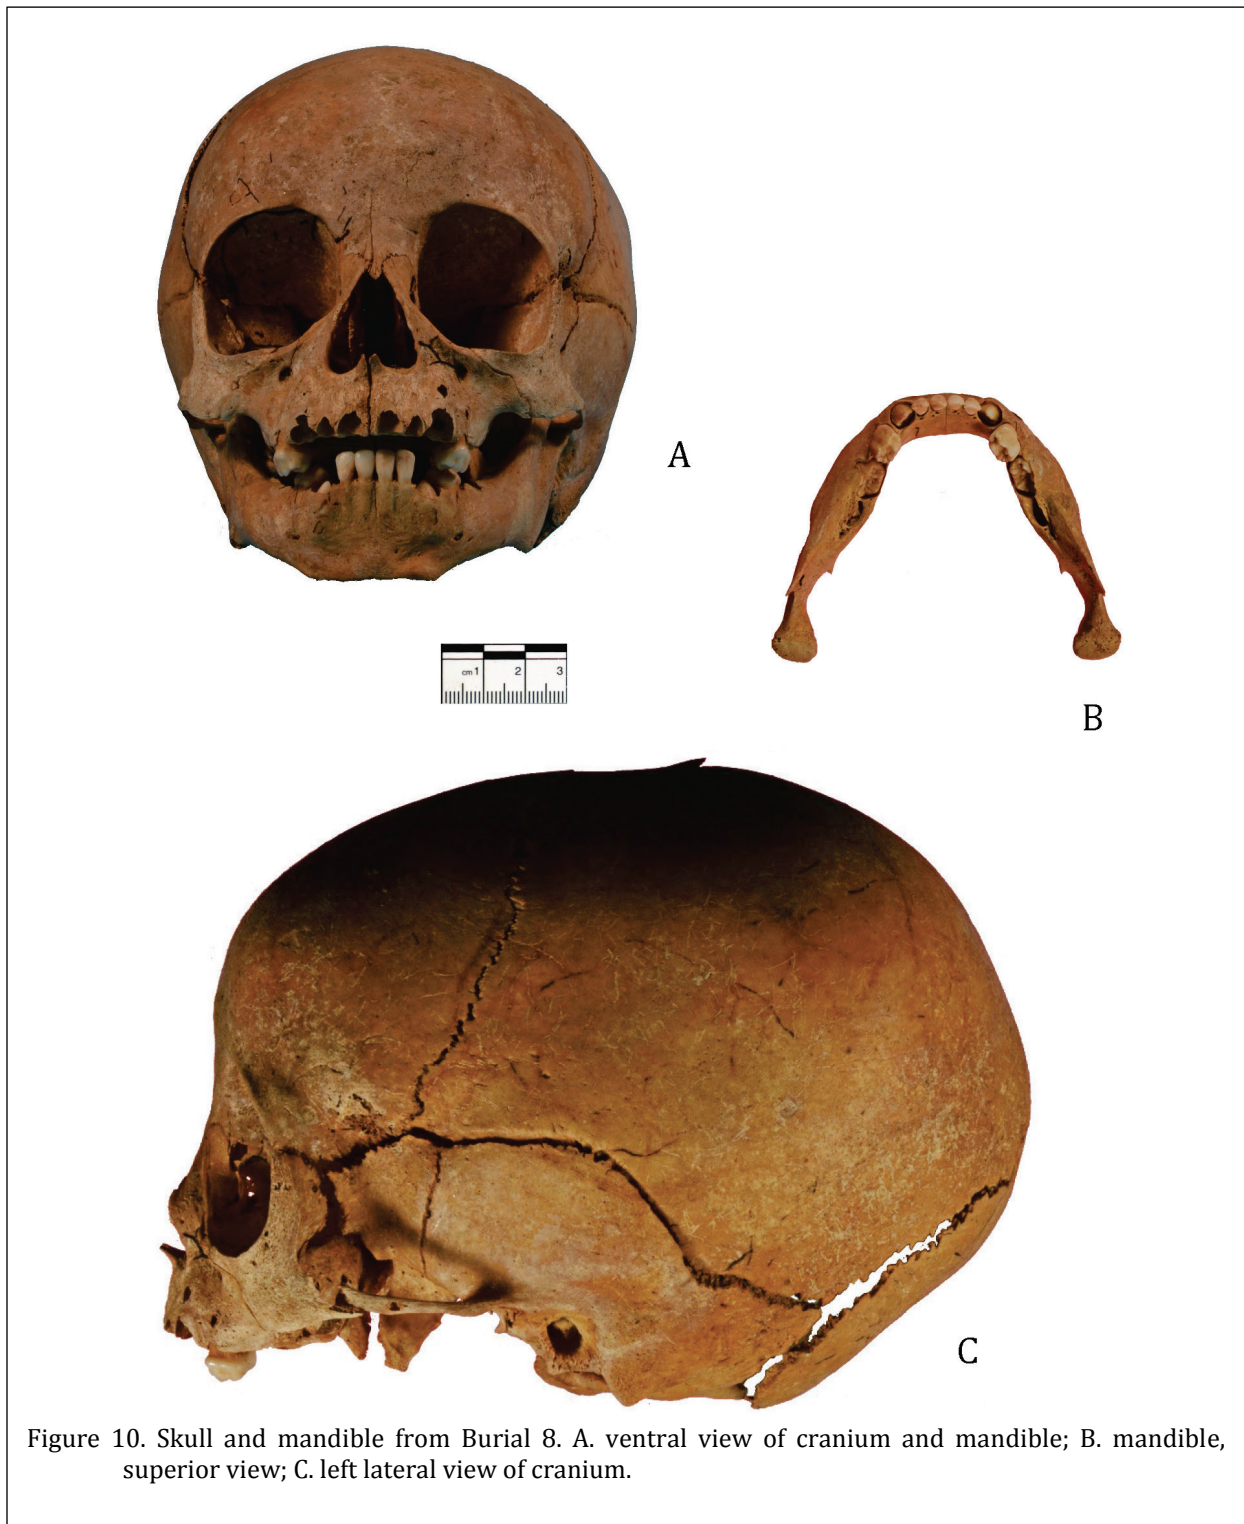 A
cm 1 2 3
B
C
Figure 10. Skull and mandible from Burial 8. A. ventral view of cranium and mandible; B. mandible,
superior view; C. left lateral view of cranium.